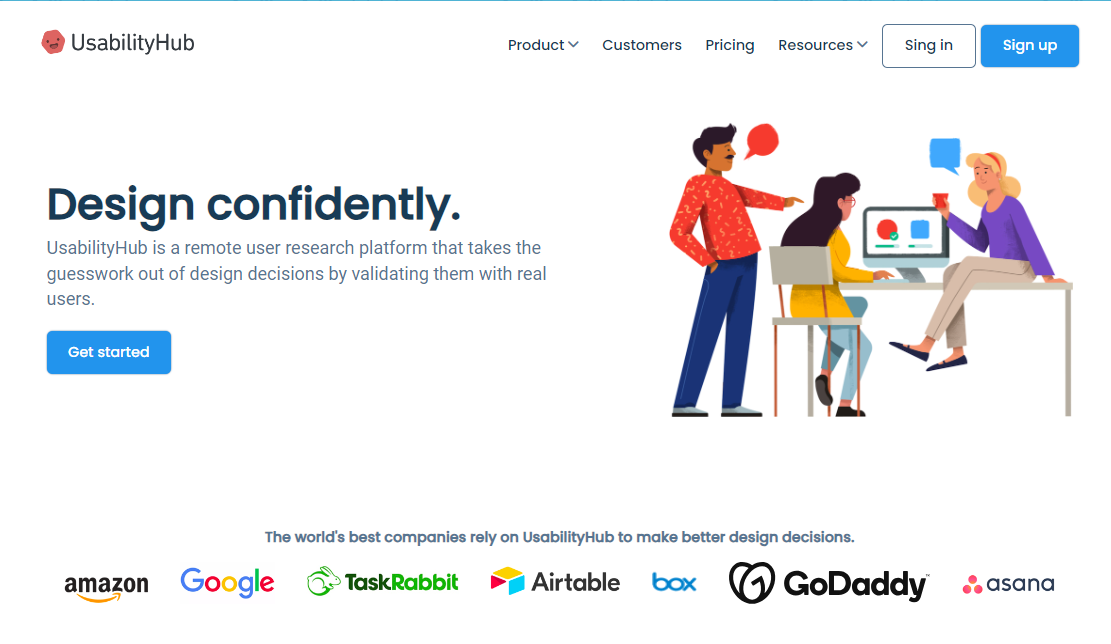 UsabilityHub
Product
Customers
Pricing
Resources
Sing in
Sign up
Design confidently.
UsabilityHub is a remote user research platform that takes the
guesswork out of design decisions by validating them with real
users.
Get started
The world's best companies rely on UsabilityHub to make better design decisions.
amazon
Google
TaskRabbit
Airtable
box
GoDaddy™
asana